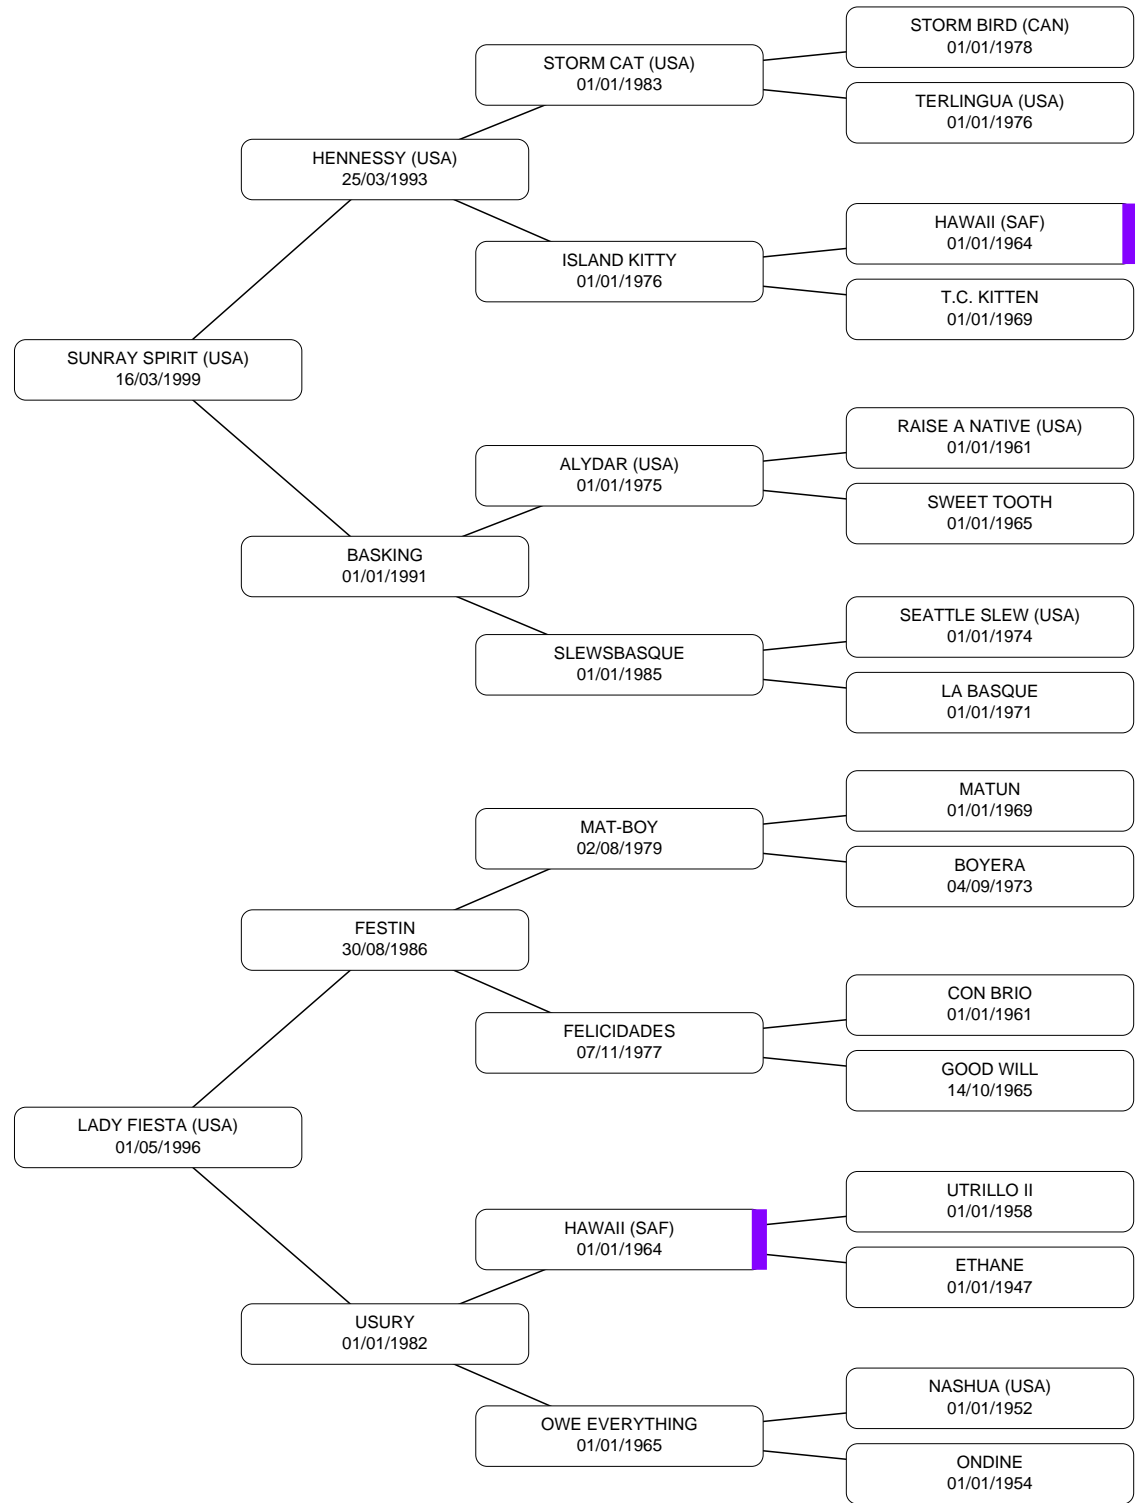 STORM BIRD (CAN)
01/01/1978
STORM CAT (USA)
01/01/1983
TERLINGUA (USA)
01/01/1976
HENNESSY (USA)
25/03/1993
HAWAII (SAF)
01/01/1964
ISLAND KITTY
01/01/1976
T.C. KITTEN
01/01/1969
SUNRAY SPIRIT (USA)
16/03/1999
RAISE A NATIVE (USA)
01/01/1961
ALYDAR (USA)
01/01/1975
SWEET TOOTH
01/01/1965
BASKING
01/01/1991
SEATTLE SLEW (USA)
01/01/1974
SLEWSBASQUE
01/01/1985
LA BASQUE
01/01/1971
MATUN
01/01/1969
MAT-BOY
02/08/1979
BOYERA
04/09/1973
FESTIN
30/08/1986
CON BRIO
01/01/1961
FELICIDADES
07/11/1977
GOOD WILL
14/10/1965
LADY FIESTA (USA)
01/05/1996
UTRILLO II
01/01/1958
HAWAII (SAF)
01/01/1964
ETHANE
01/01/1947
USURY
01/01/1982
NASHUA (USA)
01/01/1952
OWE EVERYTHING
01/01/1965
ONDINE
01/01/1954